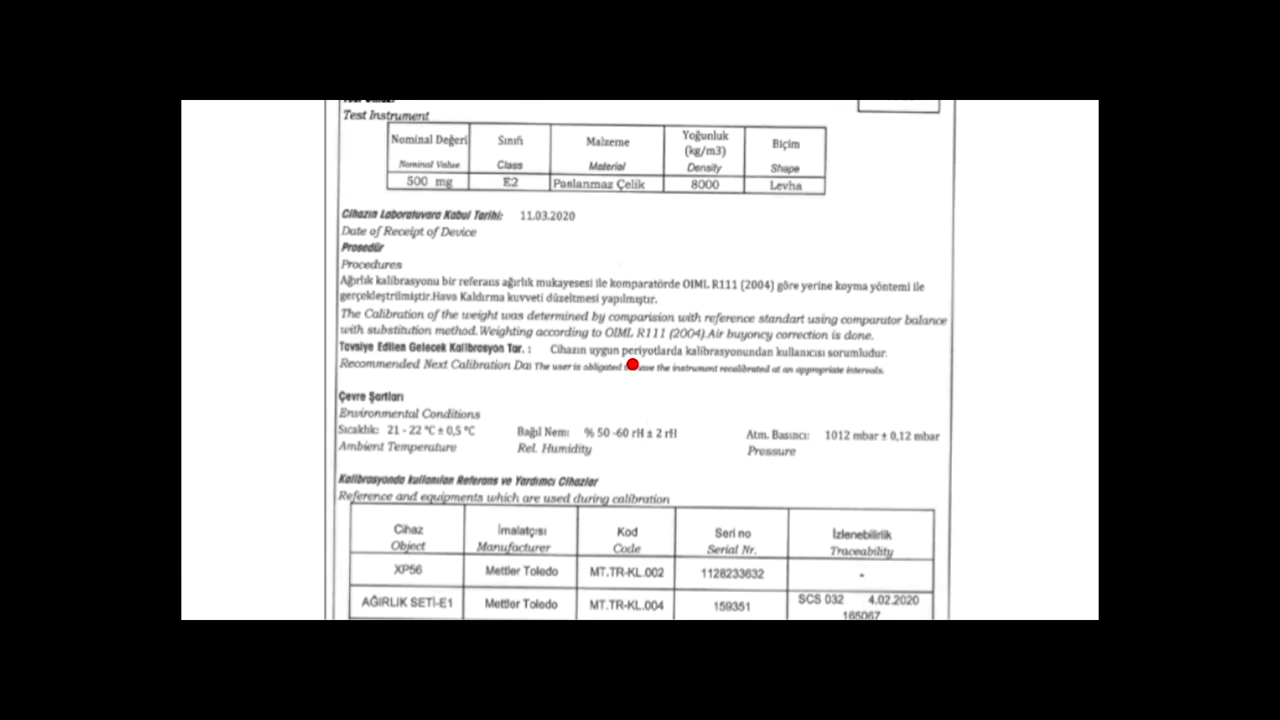 Test Instrument
Nominal Değeri Sınıfı Malzeme Yoğunluk (kg/m3) Biçim
Nominal Value Class Material Density Shape
500 mg E2 Paslanmaz Çelik 8000 Levha
Cihazın Laboratuvara Kabul Tarihi: 11.03.2020
Date of Receipt of Device
Prosedür
Procedures
Ağırlık kalibrasyonu bir referans ağırlık mukayesesi ile komparatörde OIML R111 (2004) göre yerine koyma yöntemi ile
gerçekleştirilmiştir.Hava Kaldırma kuvveti düzeltmesi yapılmıştır.
The Calibration of the weight was determined by comparision with reference standart using comparator balance
with substitution method.Weighting according to OIML R111 (2004).Air buyoncy correction is done.
Tavsiye Edilen Gelecek Kalibrasyon Tar. : Cihazın uygun periyotlarda kalibrasyonundan kullanıcısı sorumludur.
Recommended Next Calibration Da The user is obligated the instrument recalibrated at an appropriate intervals.
Çevre Şartları
Environmental Conditions
Sıcaklık: 21 - 22 °C ± 0,5 °C Bağıl Nem: % 50 -60 rH ± 2 rH Atm. Basıncı: 1012 mbar ± 0,12 mbar
Ambient Temperature Rel. Humidity Pressure
Kalibrasyonda kullanılan Referans ve Yardımcı Cihazlar
Reference and equipments which are used during calibration
Cihaz İmalatçısı Kod Seri no İzlenebilirlik
Object Manufacturer Code Serial Nr. Traceability
XP56 Mettler Toledo MT.TR-KL.002 1128233632 -
AĞIRLIK SETİ-E1 Mettler Toledo MT.TR-KL.004 159351 SCS 032 4.02.2020
165067